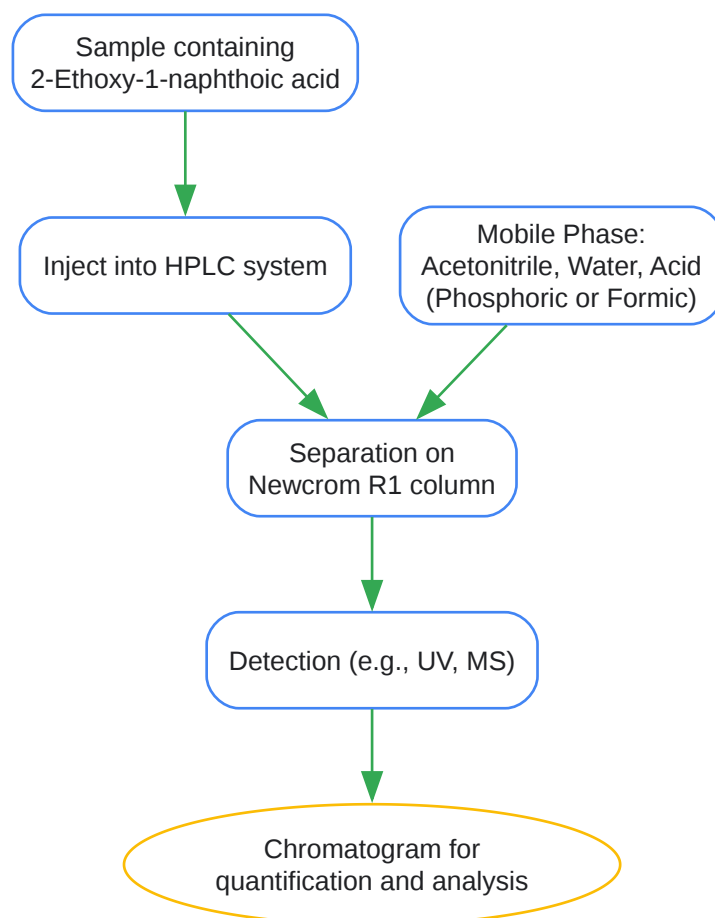 Sample containing
2-Ethoxy-1-naphthoic acid
Inject into HPLC system
Mobile Phase:
Acetonitrile, Water, Acid
(Phosphoric or Formic)
Separation on
Newcrom R1 column
Detection (e.g., UV, MS)
Chromatogram for
quantification and analysis